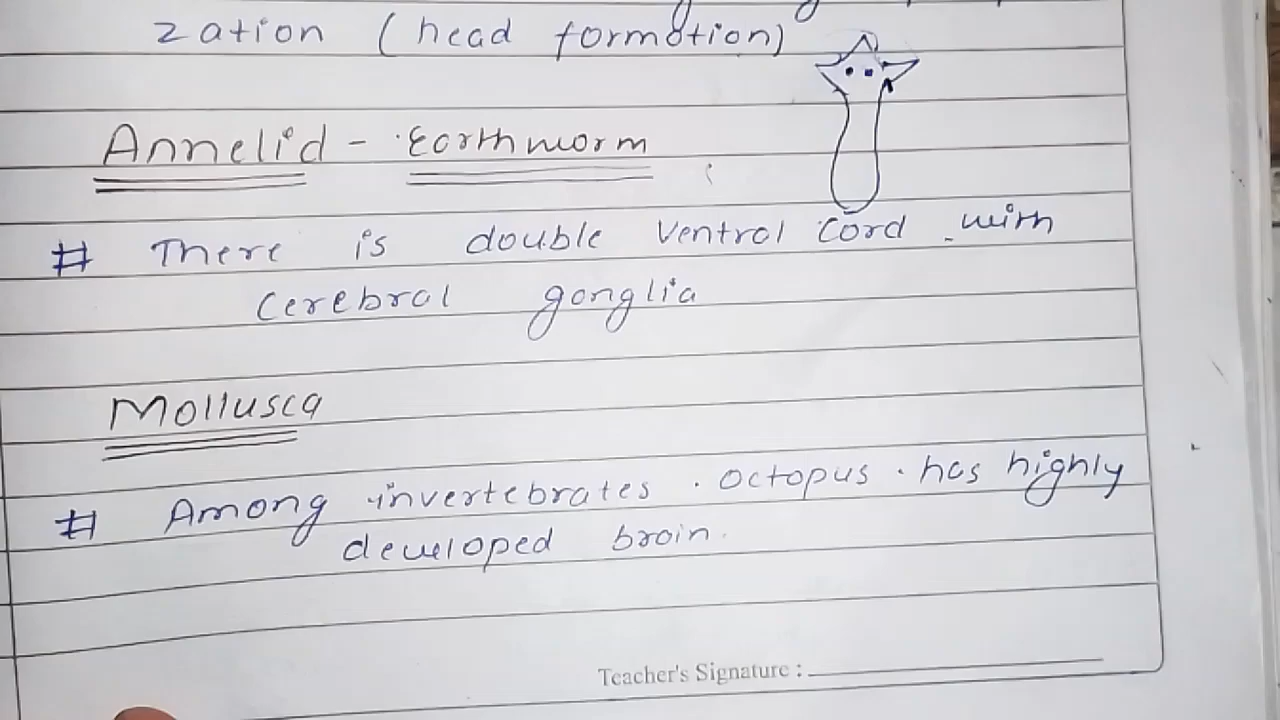 zation (head formation)
Annelid - Earthworm
# There is double ventral cord with
cerebral ganglia
Mollusca
# Among invertebrates . octopus . has highly
developed brain.
Teacher's Signature :